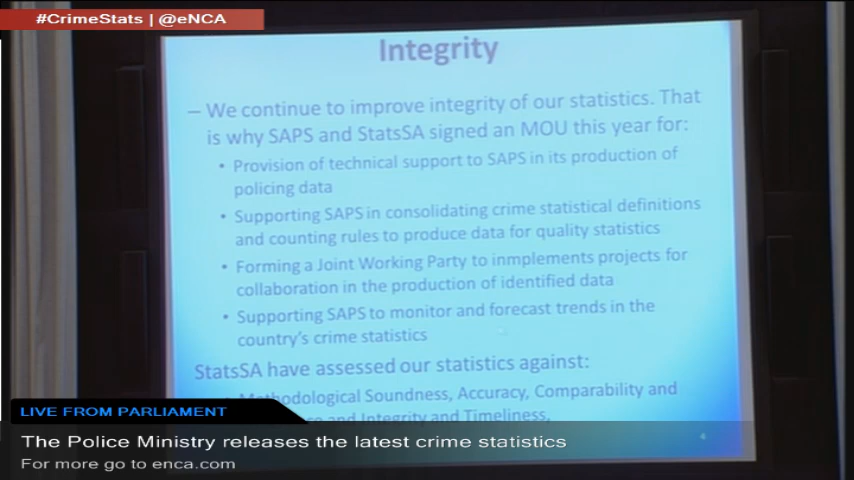 #CrimeStats | @eNCA
Integrity
– We continue to improve integrity of our statistics. That
is why SAPS and StatsSA signed an MOU this year for:
• Provision of technical support to SAPS in its production of
policing data
• Supporting SAPS in consolidating crime statistical definitions
and counting rules to produce data for quality statistics
• Forming a Joint Working Party to inmplements projects for
collaboration in the production of identified data
• Supporting SAPS to monitor and forecast trends in the
country's crime statistics
StatsSA have assessed our statistics against:
Methodological Soundness, Accuracy, Comparability and
and Integrity and Timeliness,
4
LIVE FROM PARLIAMENT
The Police Ministry releases the latest crime statistics
For more go to enca.com